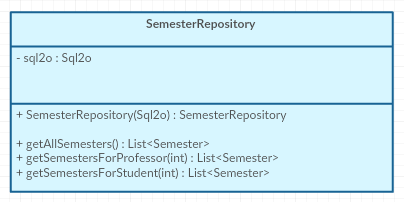 SemesterRepository
- sql2o : Sql2o
+ SemesterRepository(Sql2o) : SemesterRepository
+ getAllSemesters() : List<Semester>
+ getSemestersForProfessor(int) : List<Semester>
+ getSemestersForStudent(int) : List<Semester>